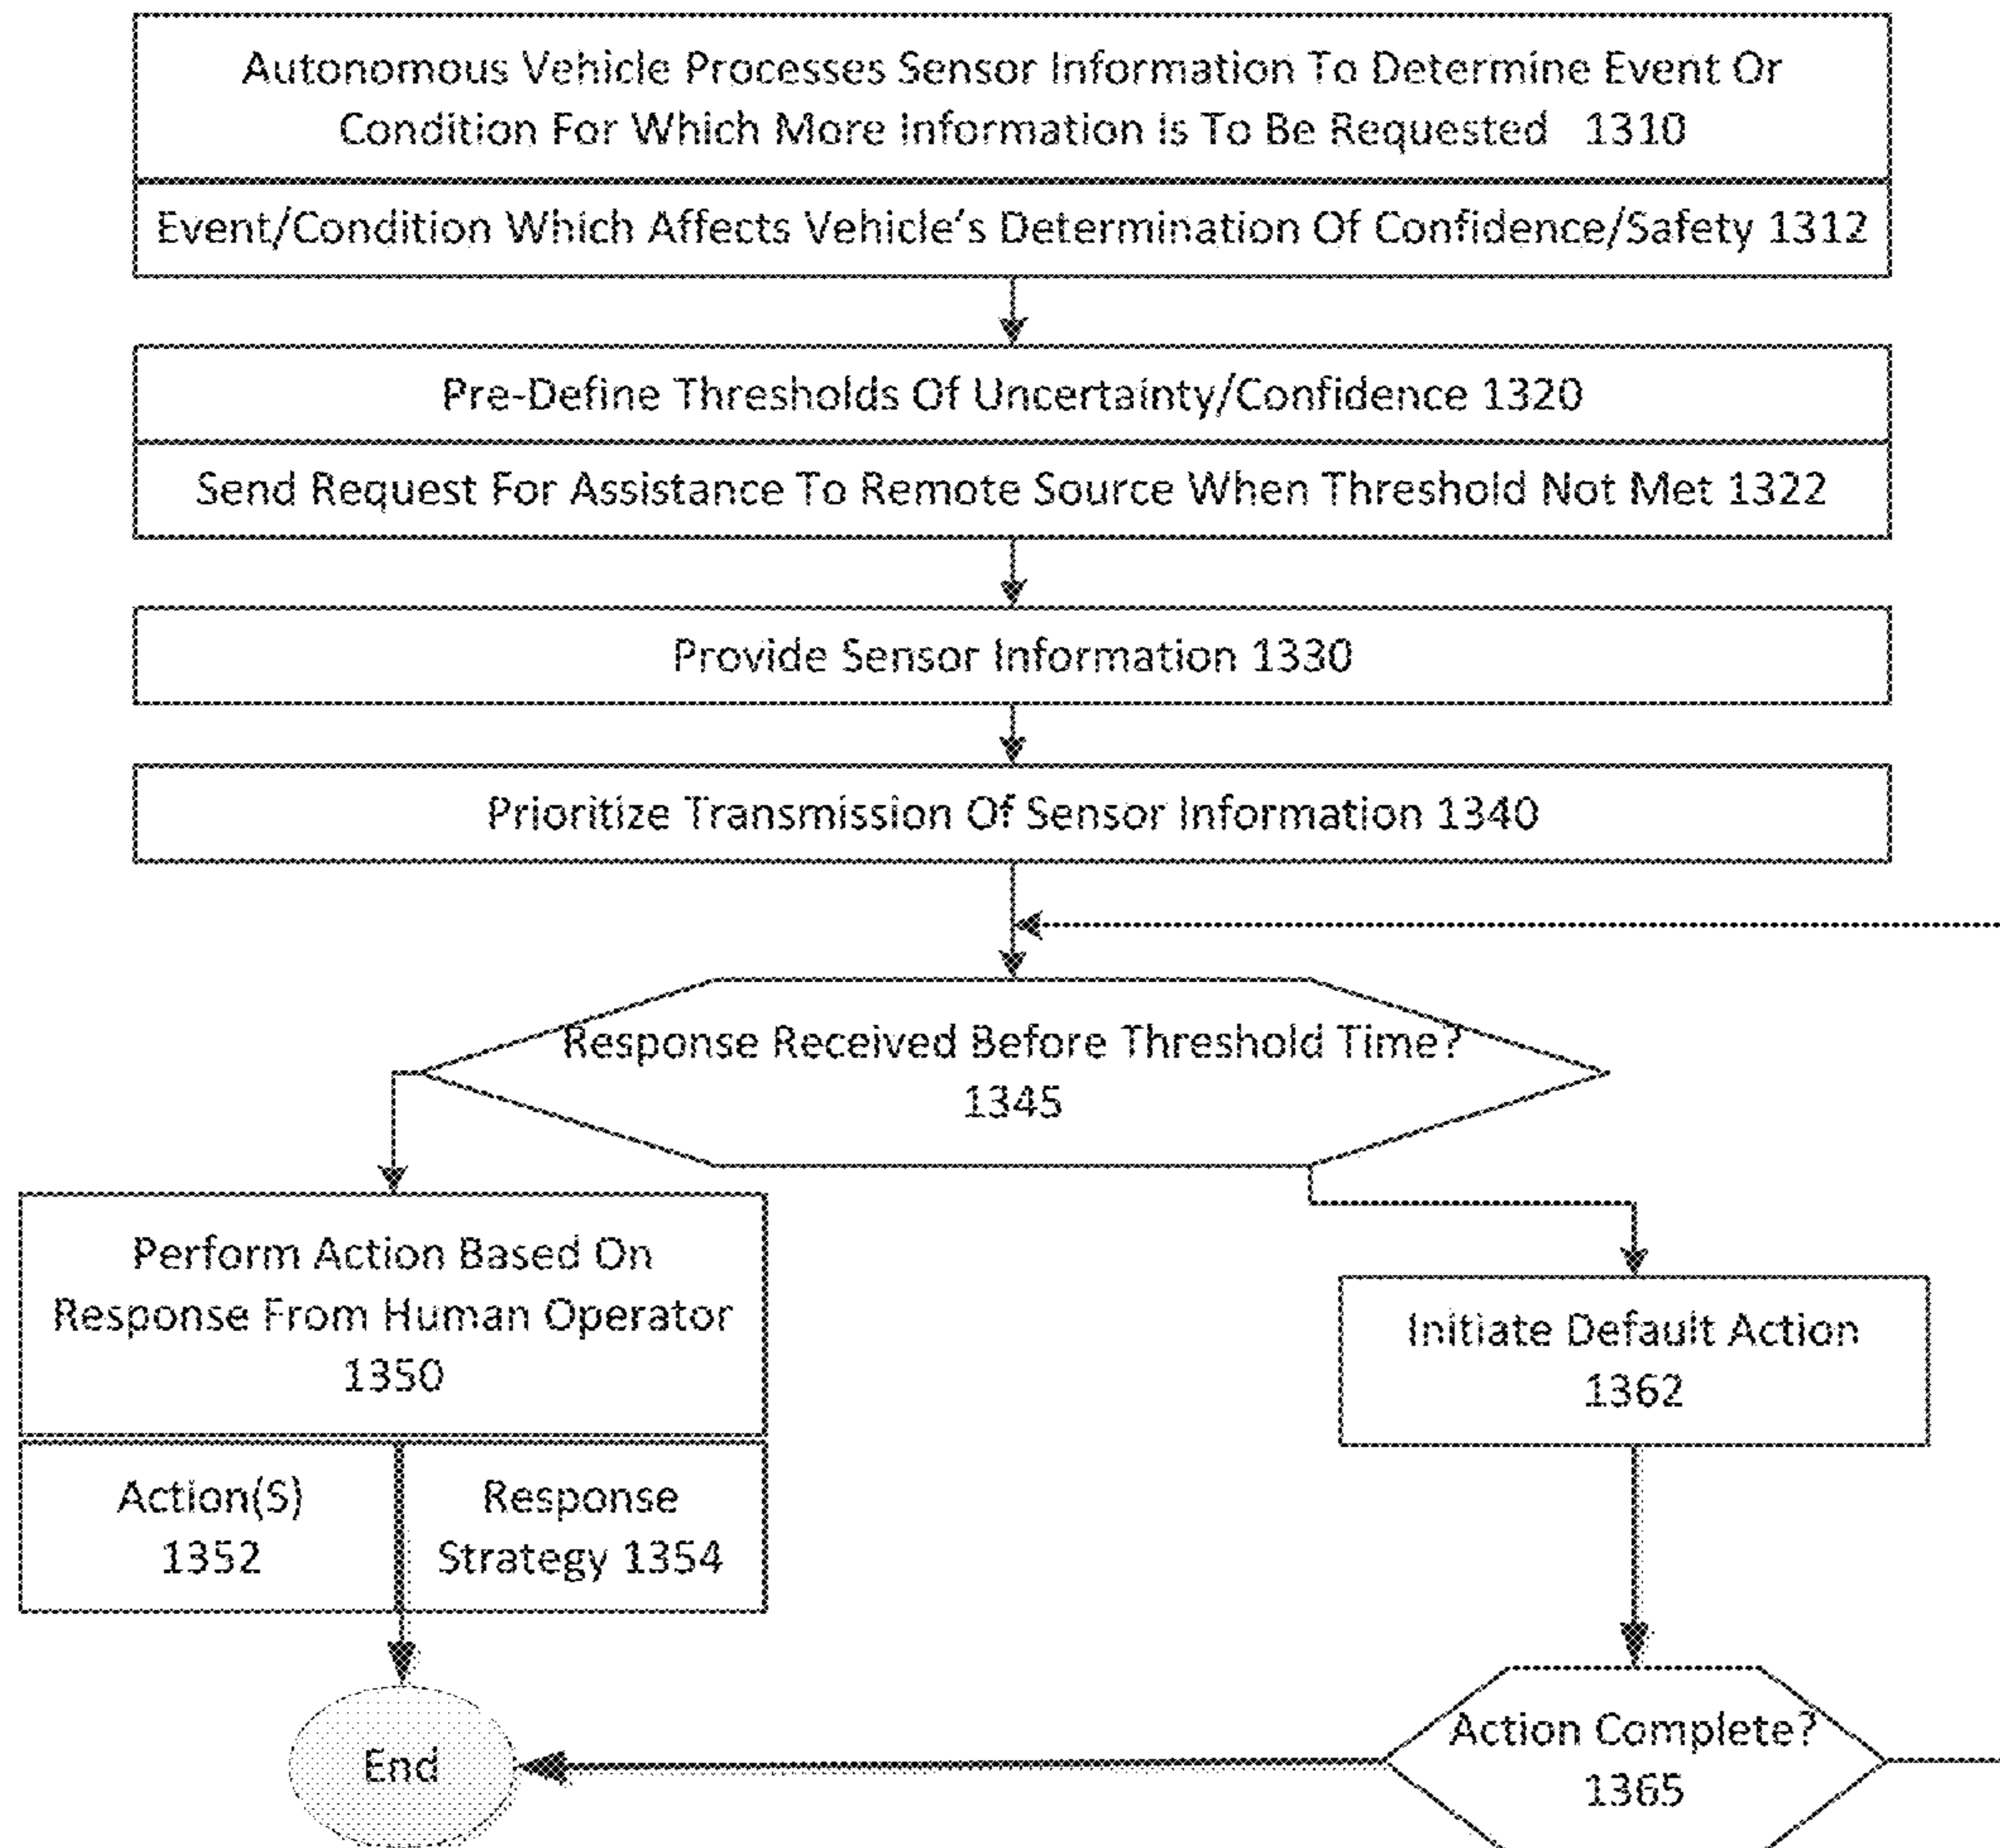 Autonomous Vehicle Processes Sensor Information To Determine Event Or
Condition For Which More Information Is To Be Requested 1310
Event/Condition Which Affects Vehicle's Determination Of Confidence/Safety 1312
Pre-Define Thresholds Of Uncertainty/Confidence 1320
Send Request For Assistance To Remote Source When Threshold Not Met 1322
Provide Sensor Information 1330
Prioritize Transmission Of Sensor Information 1340
Response Received Before Threshold Time?
1345
Perform Action Based On
Response From Human Operator
1350
Action(S)
1352
Response
Strategy 1354
Initiate Default Action
1362
Action Complete?
1365
End